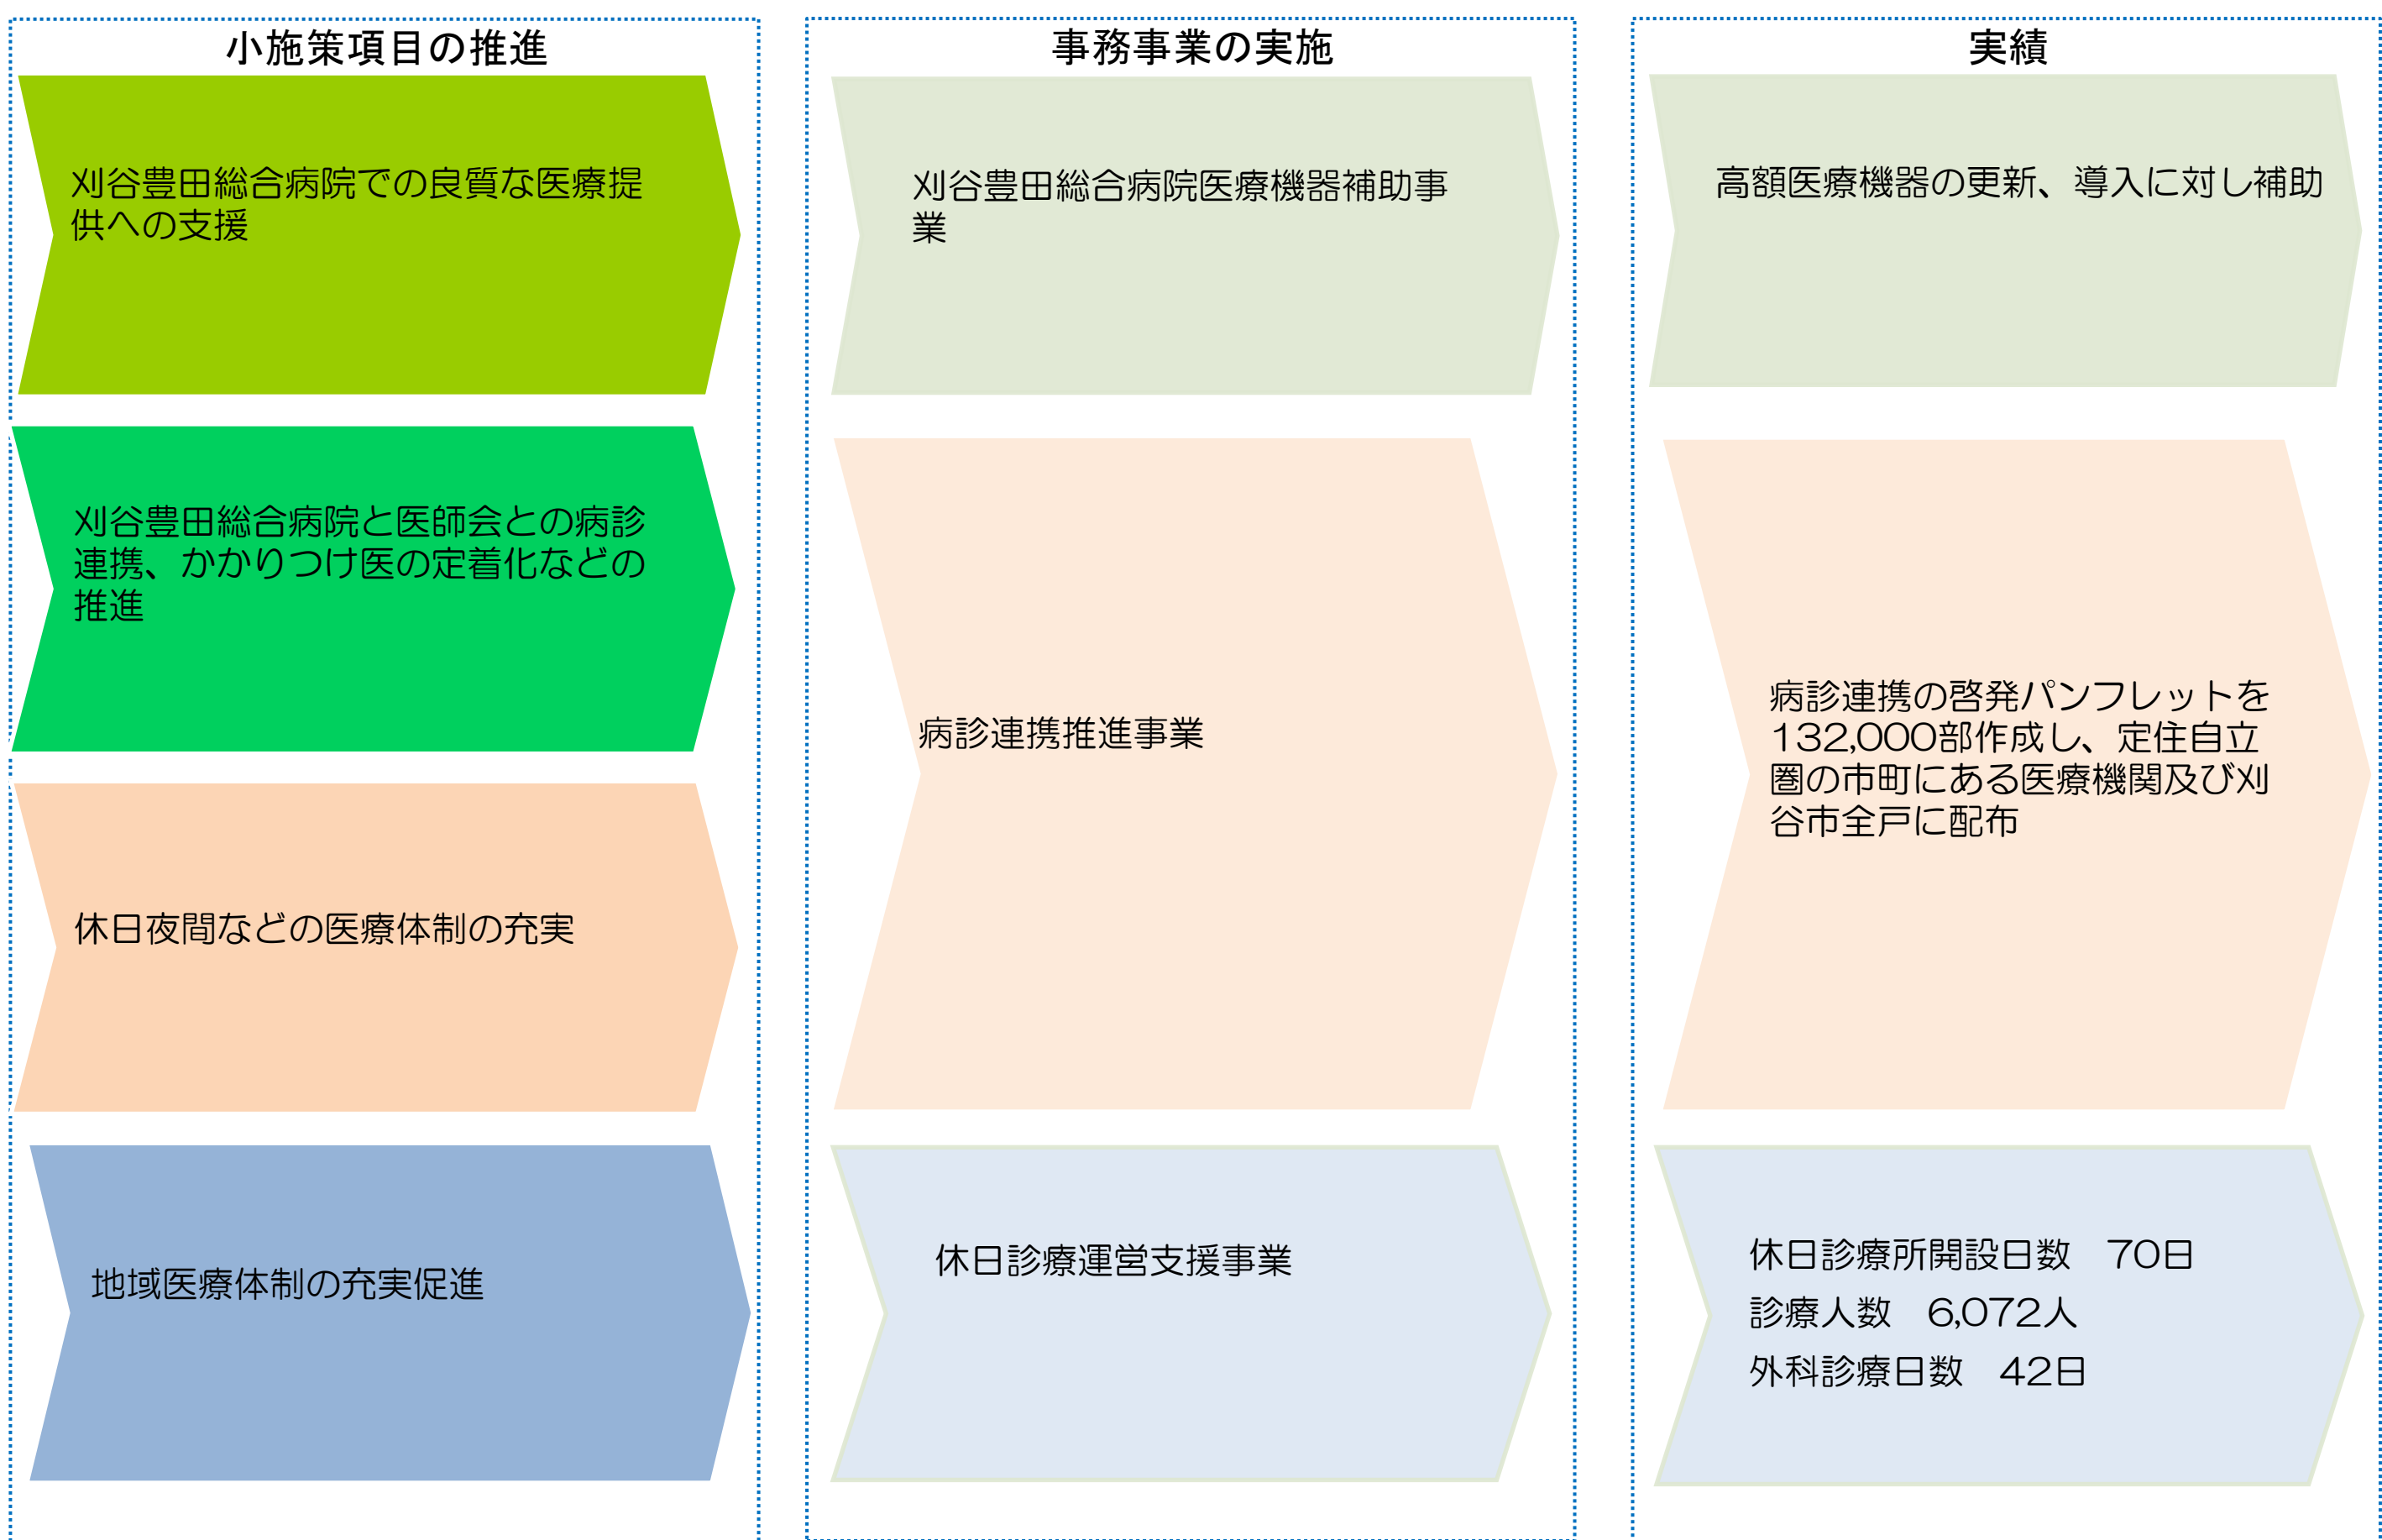 小施策項目の推進
刈谷豊田総合病院での良質な医療提
供への支援
刈谷豊田総合病院と医師会との病診
連携、かかりつけ医の定着化などの
推進
休日夜間などの医療体制の充実
地域医療体制の充実促進
事務事業の実施
刈谷豊田総合病院医療機器補助事
業
病診連携推進事業
休日診療運営支援事業
実績
高額医療機器の更新、導入に対し補助
病診連携の啓発パンフレットを
132,000部作成し、定住自立
圏の市町にある医療機関及び刈
谷市全戸に配布
休日診療所開設日数　70日
診療人数　6,072人
外科診療日数　42日